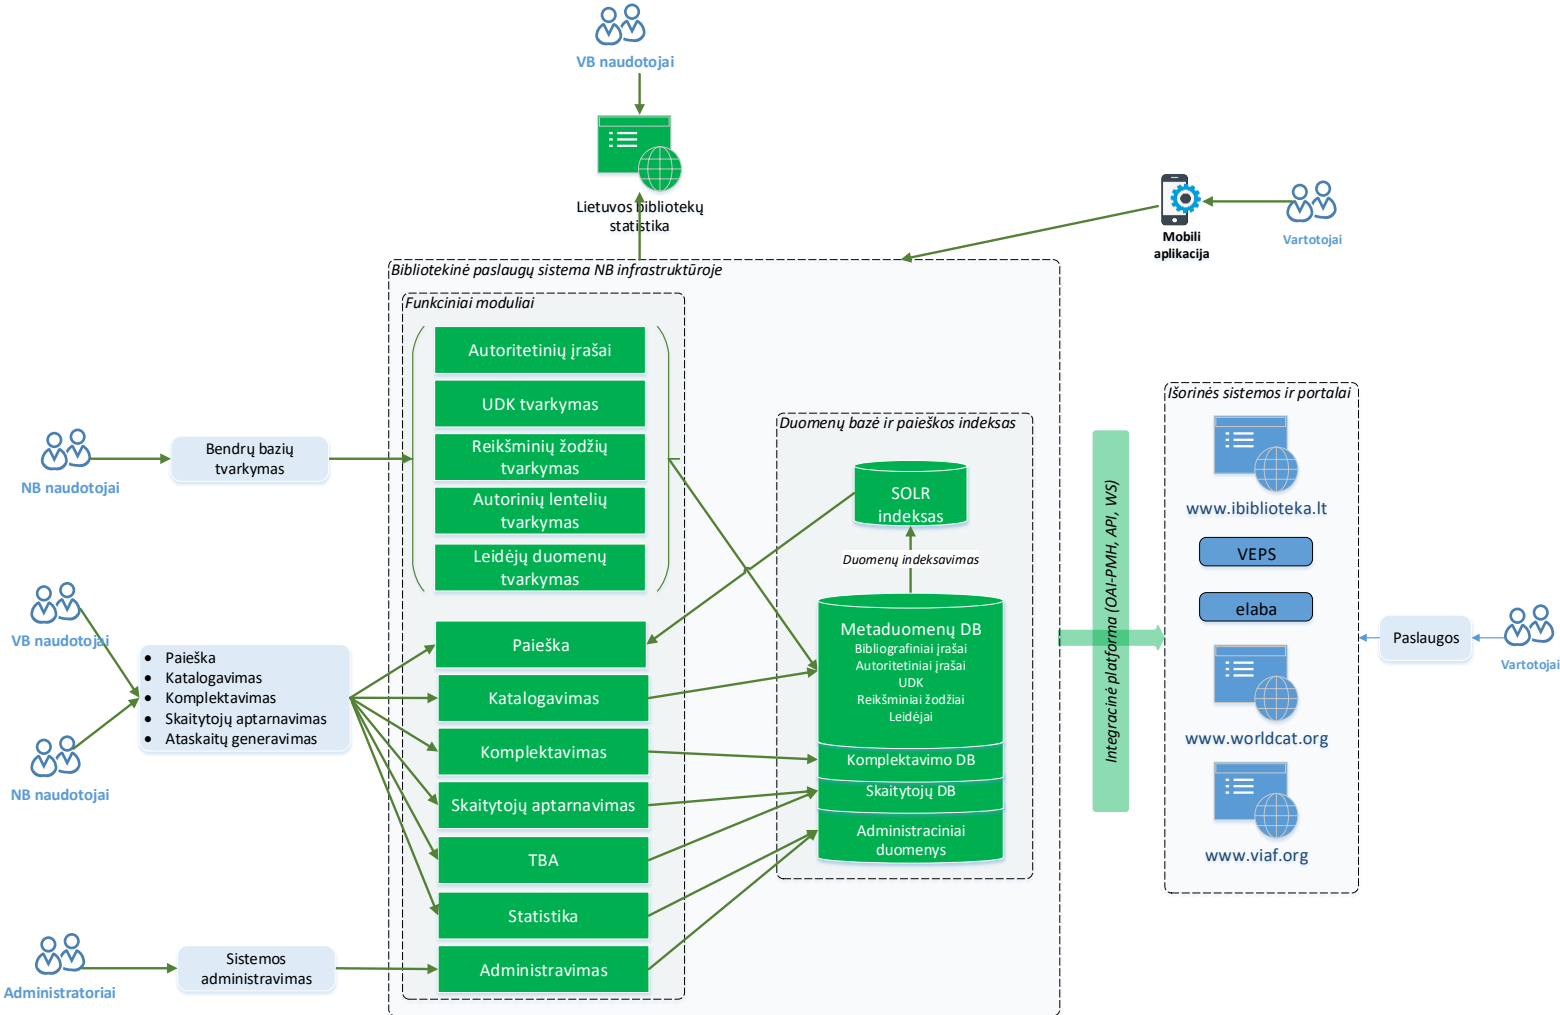 VB naudotojai
Lietuvos bibliotekų
statistika
Mobili
aplikacija
Vartotojai
Bibliotekinė paslaugų sistema NB infrastruktūroje
Funkciniai moduliai
Autoritetinių įrašai
UDK tvarkymas
Reikšminių žodžių
tvarkymas
Autorinių lentelių
tvarkymas
Leidėjų duomenų
tvarkymas
NB naudotojai
Bendrų bazių
tvarkymas
VB naudotojai
NB naudotojai
• Paieška
• Katalogavimas
• Komplektavimas
• Skaitytojų aptarnavimas
• Ataskaitų generavimas
Paieška
Katalogavimas
Komplektavimas
Skaitytojų aptarnavimas
TBA
Statistika
Administravimas
Administratoriai
Sistemos
administravimas
Duomenų bazė ir paieškos indeksas
SOLR
indeksas
Duomenų indeksavimas
Metaduomenų DB
Bibliografiniai įrašai
Autoritetiniai įrašai
UDK
Reikšminiai žodžiai
Leidėjai
Komplektavimo DB
Skaitytojų DB
Administraciniai
duomenys
Integracinė platforma (OAI-PMH, API, WS)
Išorinės sistemos ir portalai
www.ibiblioteka.lt
VEPS
elaba
www.worldcat.org
www.viaf.org
Paslaugos
Vartotojai